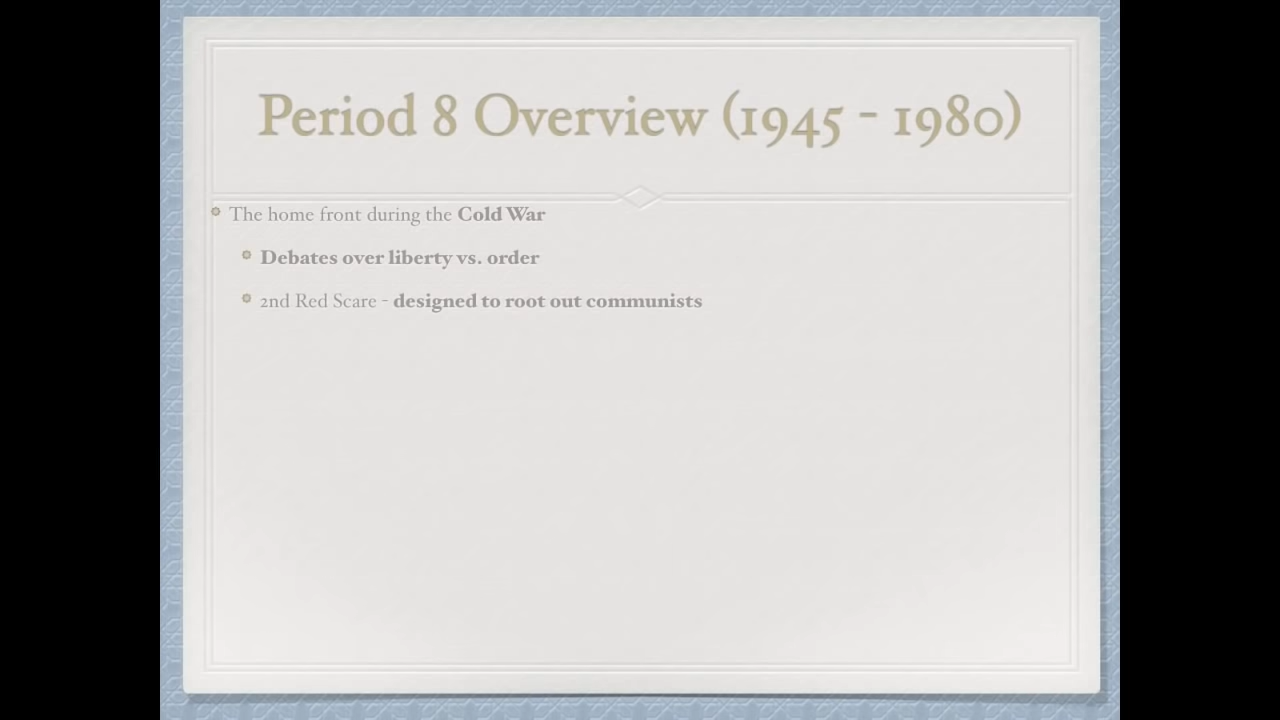 Period 8 Overview (1945 - 1980)
The home front during the Cold War
Debates over liberty vs. order
2nd Red Scare - designed to root out communists